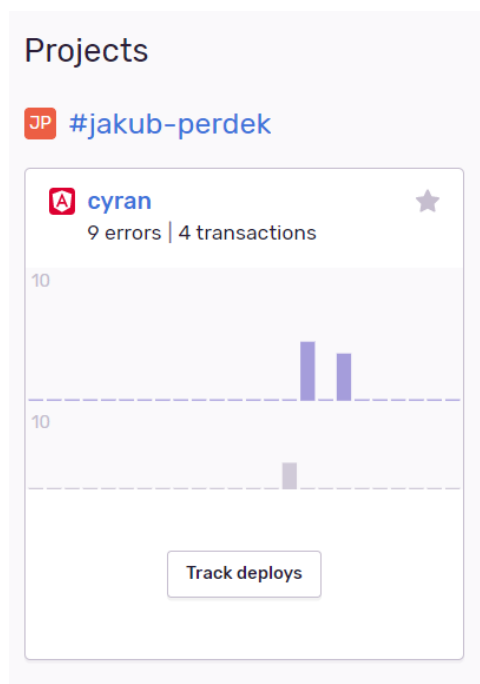 Projects
JP #jakub-perdek
cyran
9 errors | 4 transactions
10
10
Track deploys